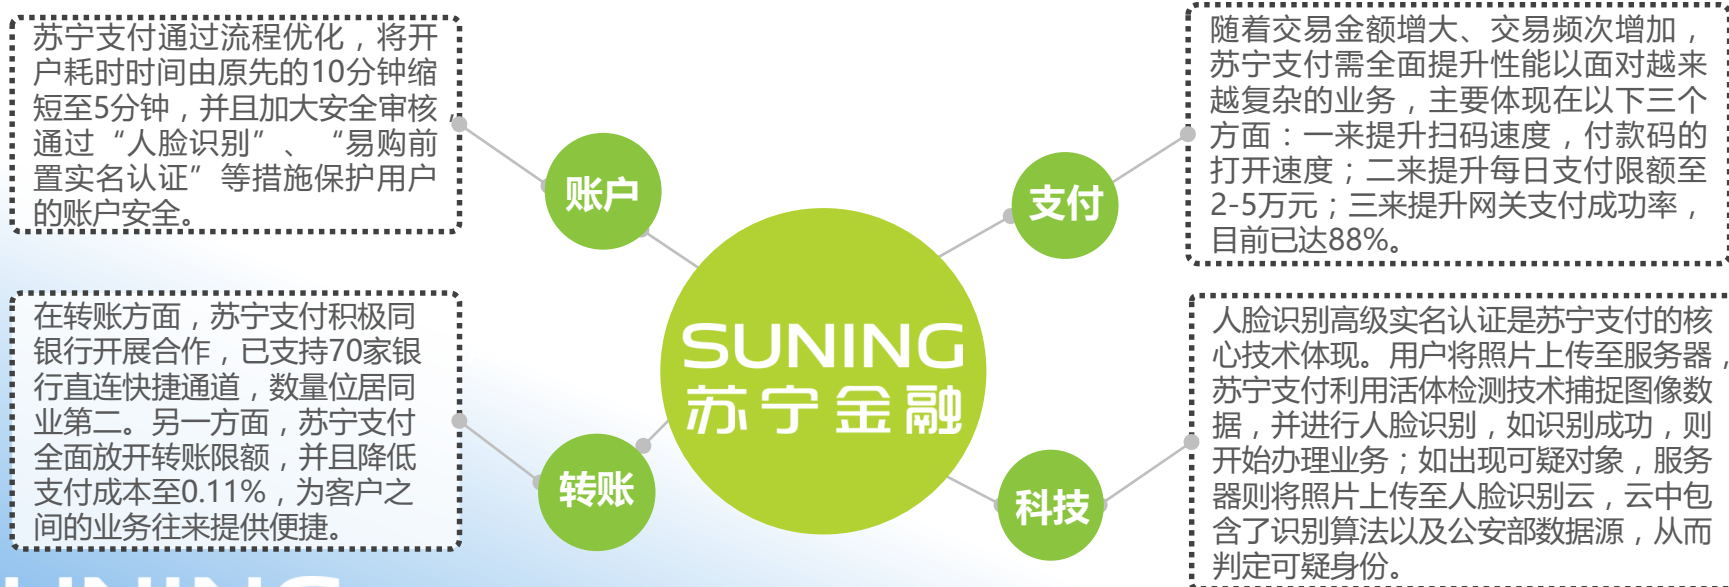 苏宁支付通过流程优化，将开
户耗时时间由原先的10分钟缩
短至5分钟，并且加大安全审核，
通过“人脸识别”、“易购前
置实名认证”等措施保护用户
的账户安全。
账户
随着交易金额增大、交易频次增加，
苏宁支付需全面提升性能以面对越来
越复杂的业务，主要体现在以下三个
方面：一来提升扫码速度，付款码的
打开速度；二来提升每日支付限额至
2-5万元；三来提升网关支付成功率，
目前已达88%。
支付
SUNING
苏宁金融
在转账方面，苏宁支付积极同
银行开展合作，已支持70家银
行直连快捷通道，数量位居同
业第二。另一方面，苏宁支付
全面放开转账限额，并且降低
支付成本至0.11%，为客户之
间的业务往来提供便捷。
转账
人脸识别高级实名认证是苏宁支付的核
心技术体现。用户将照片上传至服务器，
苏宁支付利用活体检测技术捕捉图像数
据，并进行人脸识别，如识别成功，则
开始办理业务；如出现可疑对象，服务
器则将照片上传至人脸识别云，云中包
含了识别算法以及公安部数据源，从而
判定可疑身份。
科技